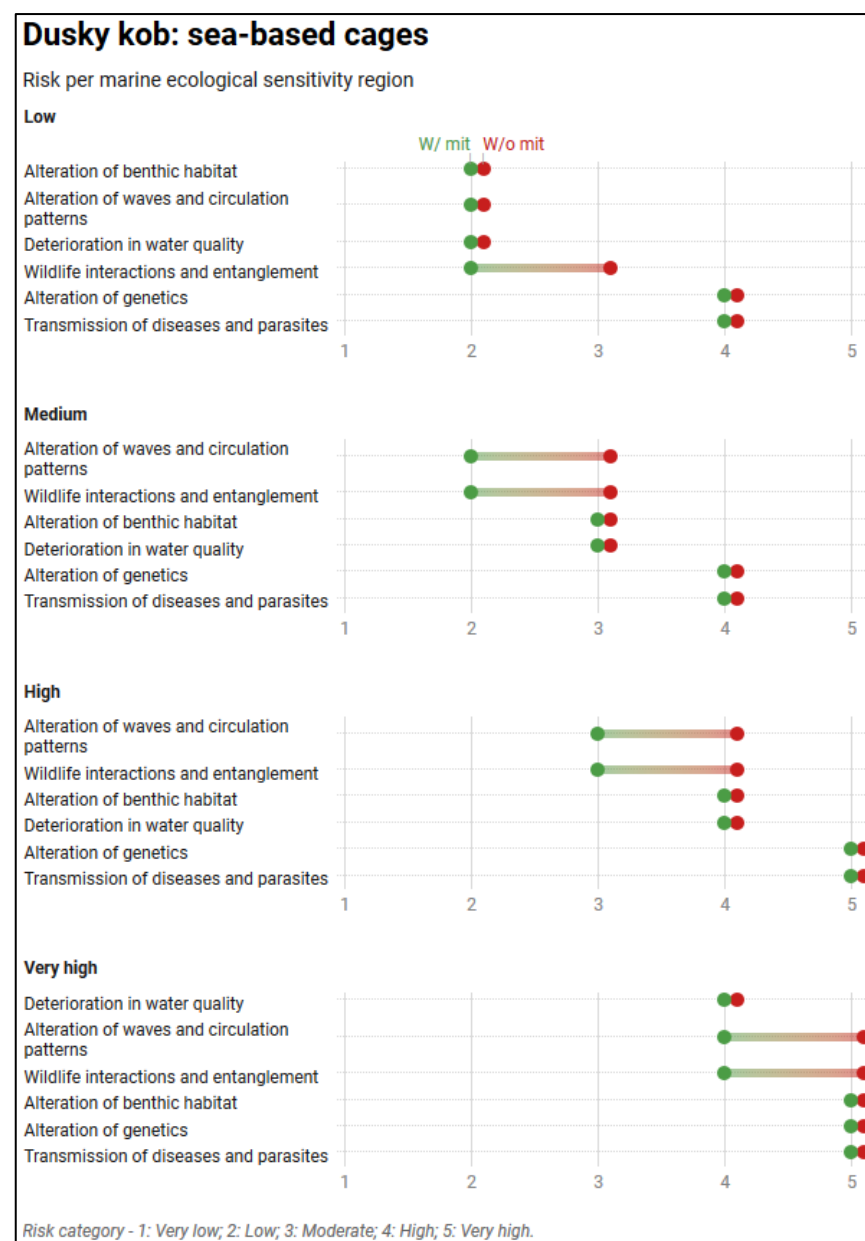 Dusky kob: sea-based cages
Risk per marine ecological sensitivity region
Low
W/ mit W/o mit
Alteration of benthic habitat
Alteration of waves and circulation
patterns
Deterioration in water quality
Wildlife interactions and entanglement
Alteration of genetics
Transmission of diseases and parasites
1 2 3 4 5
Medium
Alteration of waves and circulation
patterns
Wildlife interactions and entanglement
Alteration of benthic habitat
Deterioration in water quality
Alteration of genetics
Transmission of diseases and parasites
1 2 3 4 5
High
Alteration of waves and circulation
patterns
Wildlife interactions and entanglement
Alteration of benthic habitat
Deterioration in water quality
Alteration of genetics
Transmission of diseases and parasites
1 2 3 4 5
Very high
Deterioration in water quality
Alteration of waves and circulation
patterns
Wildlife interactions and entanglement
Alteration of benthic habitat
Alteration of genetics
Transmission of diseases and parasites
1 2 3 4 5
Risk category - 1: Very low; 2: Low; 3: Moderate; 4: High; 5: Very high.